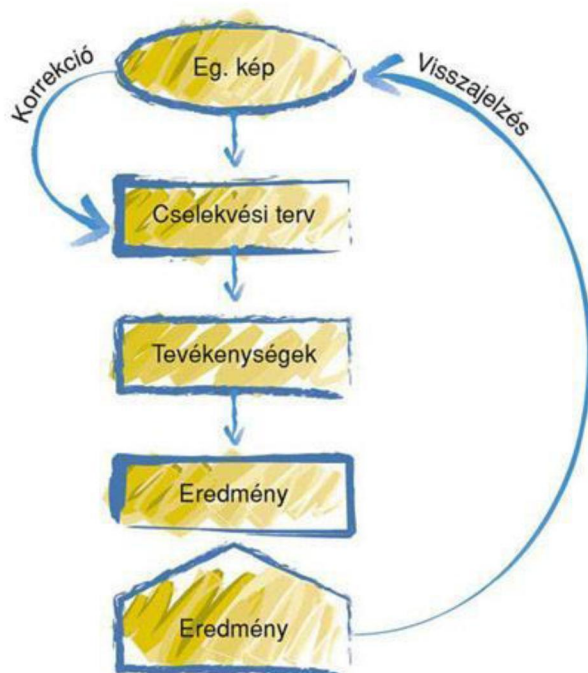 Korrekció
Eg. kép
Visszajelzés
Cselekvési terv
Tevékenységek
Eredmény
Eredmény